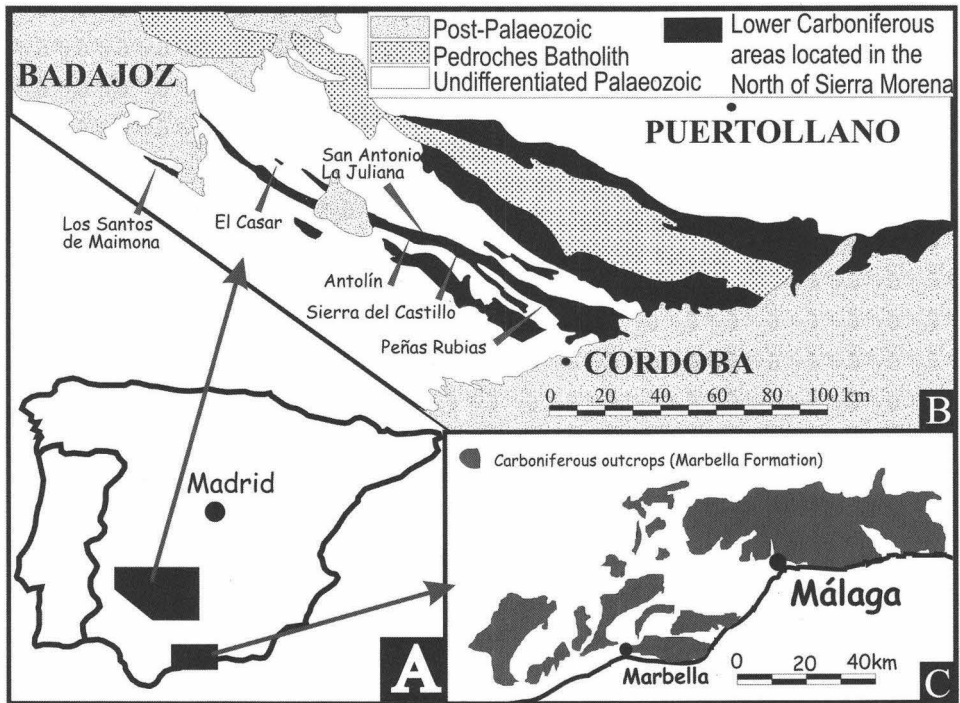 Post-Palaeozoic
Pedroches Batholith
Undifferentiated Palaeozoic
Lower Carboniferous
areas located in the
North of Sierra Morena
BADAJOZ
PUERTOLLANO
San Antonio
La Juliana
Los Santos
de Maimona
El Casar
Antolín
Sierra del Castillo
Peñas Rubias
CORDOBA
0 20 40 60 80 100 km
B
Madrid
A
Carboniferous outcrops (Marbella Formation)
Málaga
Marbella
0 20 40km
C